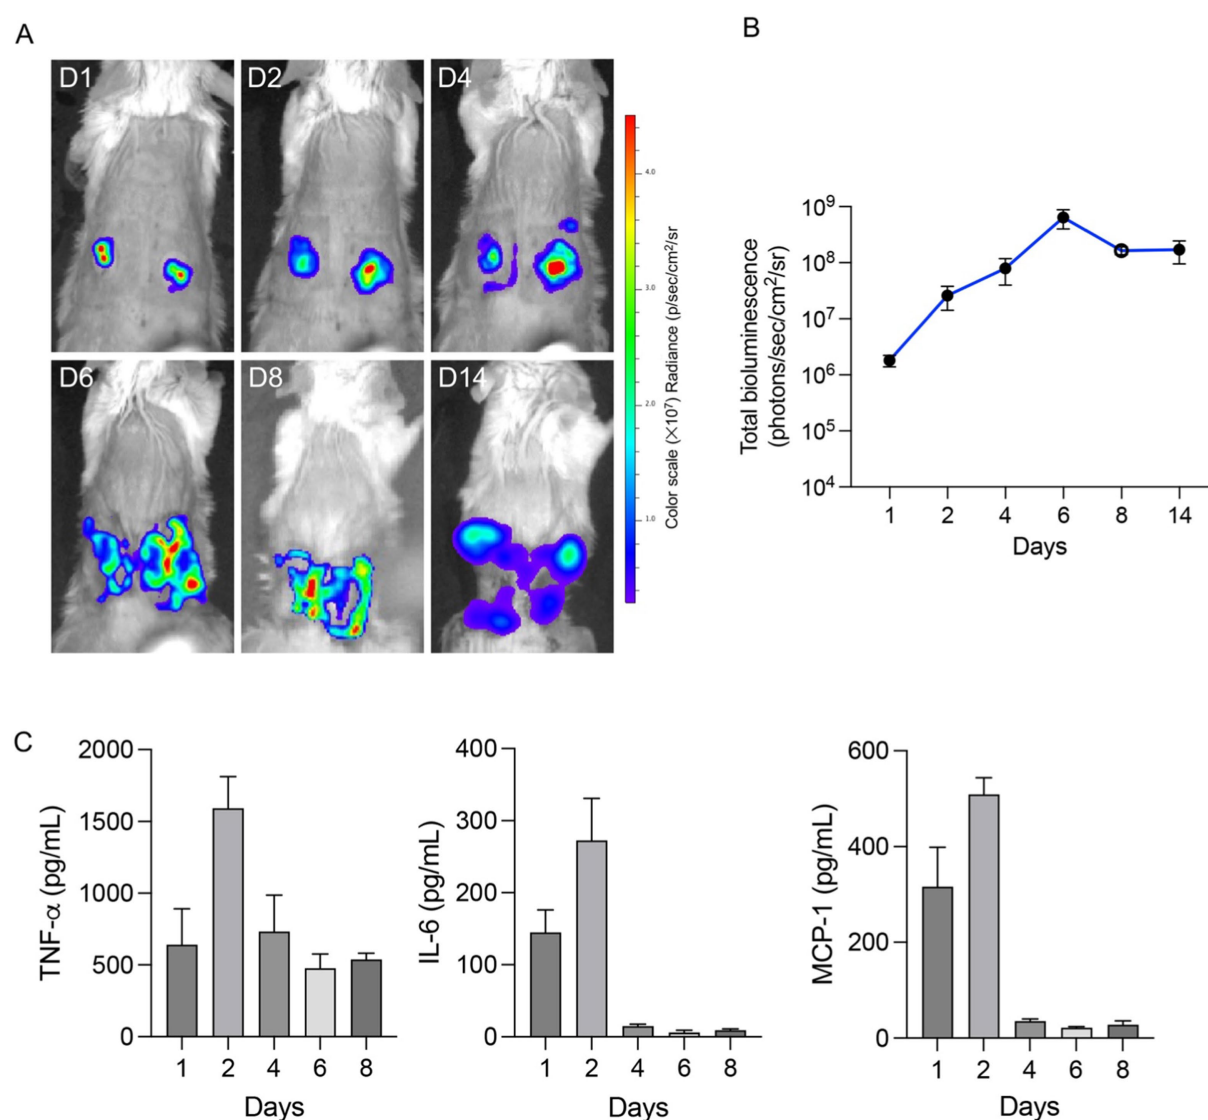 A
D1
D2
D4
D6
D8
D14
4.0
3.0
2.0
1.0
Color scale (×10⁷) Radiance (p/sec/cm²/sr)
B
Total bioluminescence
(photons/sec/cm²/sr)
10⁹
10⁸
10⁷
10⁶
10⁵
10⁴
1 2 4 6 8 14
Days
C
TNF-α (pg/mL)
2000
1500
1000
500
0
1 2 4 6 8
Days
IL-6 (pg/mL)
400
300
200
100
0
1 2 4 6 8
Days
MCP-1 (pg/mL)
600
400
200
0
1 2 4 6 8
Days